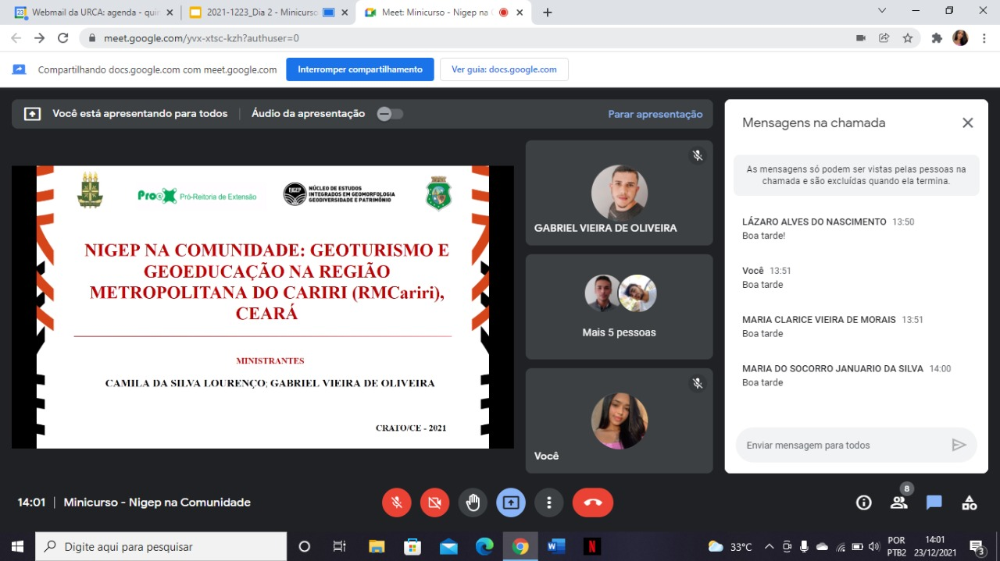 Webmail da URCA: agenda - quin
2021-1223_Dia 2 - Minicurso
Meet: Minicurso - Nigep na C
meet.google.com/yvx-xtsc-kzh?authuser=0
Compartilhando docs.google.com com meet.google.com
Interromper compartilhamento
Ver guia: docs.google.com
Você está apresentando para todos
Áudio da apresentação
Parar apresentação
Pro
Pró-Reitoria de Extensão
NIGEP
NÚCLEO DE ESTUDOS
INTEGRADOS EM GEOMORFOLOGIA
GEODIVERSIDADE E PATRIMÔNIO
NIGEP NA COMUNIDADE: GEOTURISMO E
GEOEDUCAÇÃO NA REGIÃO
METROPOLITANA DO CARIRI (RMCariri),
CEARÁ
MINISTRANTES
CAMILA DA SILVA LOURENÇO; GABRIEL VIEIRA DE OLIVEIRA
CRATO/CE - 2021
GABRIEL VIEIRA DE OLIVEIRA
Mais 5 pessoas
Você
Mensagens na chamada
As mensagens só podem ser vistas pelas pessoas na
chamada e são excluídas quando ela termina.
LÁZARO ALVES DO NASCIMENTO 13:50
Boa tarde!
Você 13:51
Boa tarde
MARIA CLARICE VIEIRA DE MORAIS 13:51
Boa tarde
MARIA DO SOCORRO JANUARIO DA SILVA 14:00
Boa tarde
Enviar mensagem para todos
14:01 | Minicurso - Nigep na Comunidade
8
Digite aqui para pesquisar
33°C
POR
PTB2
14:01
23/12/2021
3